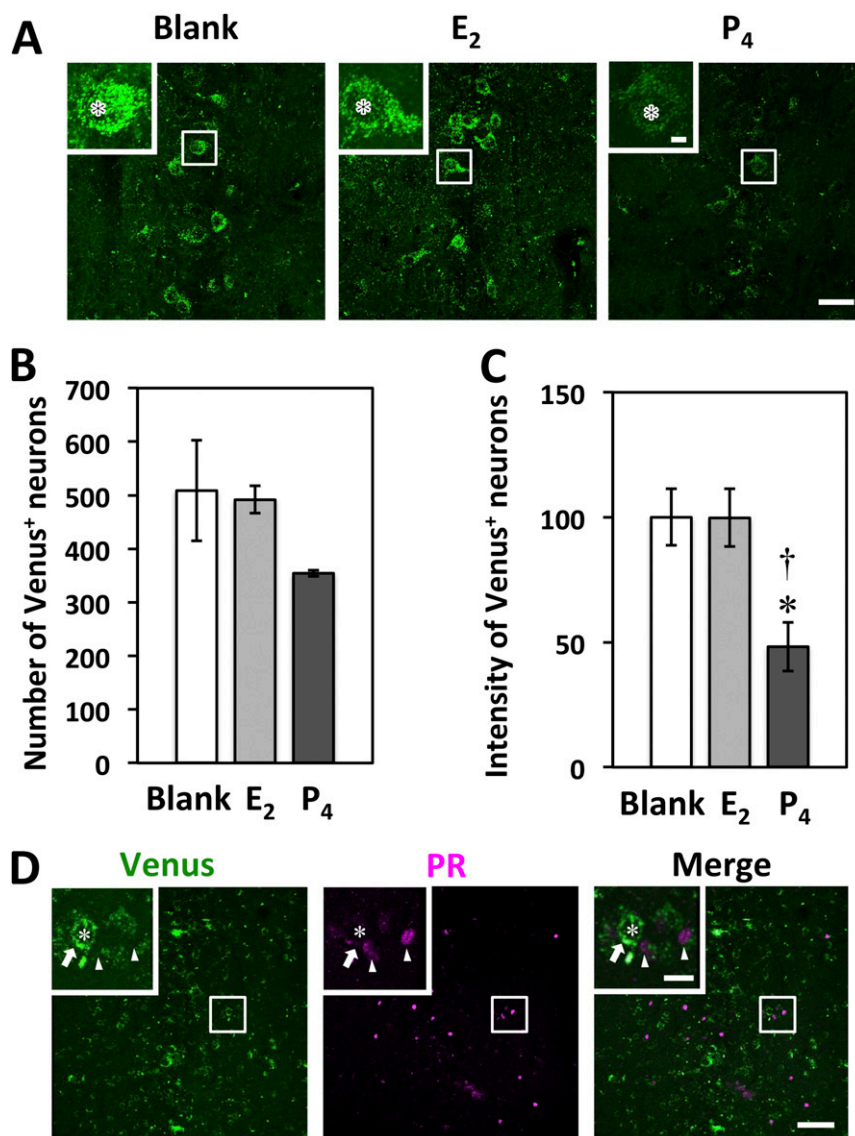 A
Blank
E₂
P₄
B
Number of Venus⁺ neurons
700
600
500
400
300
200
100
0
Blank E₂ P₄
C
Intensity of Venus⁺ neurons
150
100
50
0
†
*
Blank E₂ P₄
D
Venus
PR
Merge